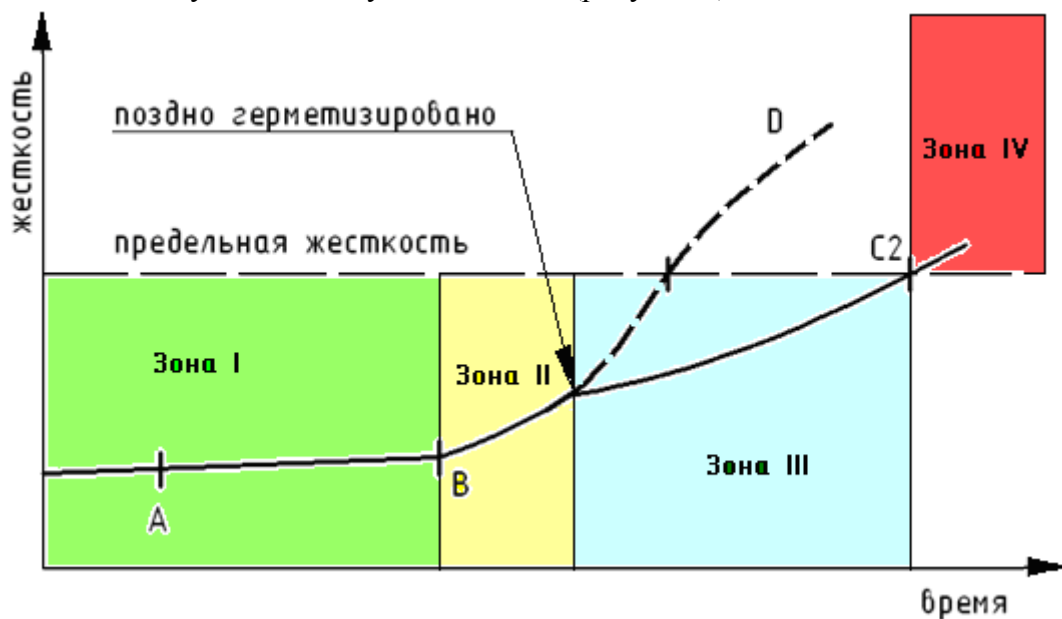 жесткость
поздно герметизировано
D
Зона IV
предельная жесткость
C2
Зона I
Зона II
Зона III
A
B
время